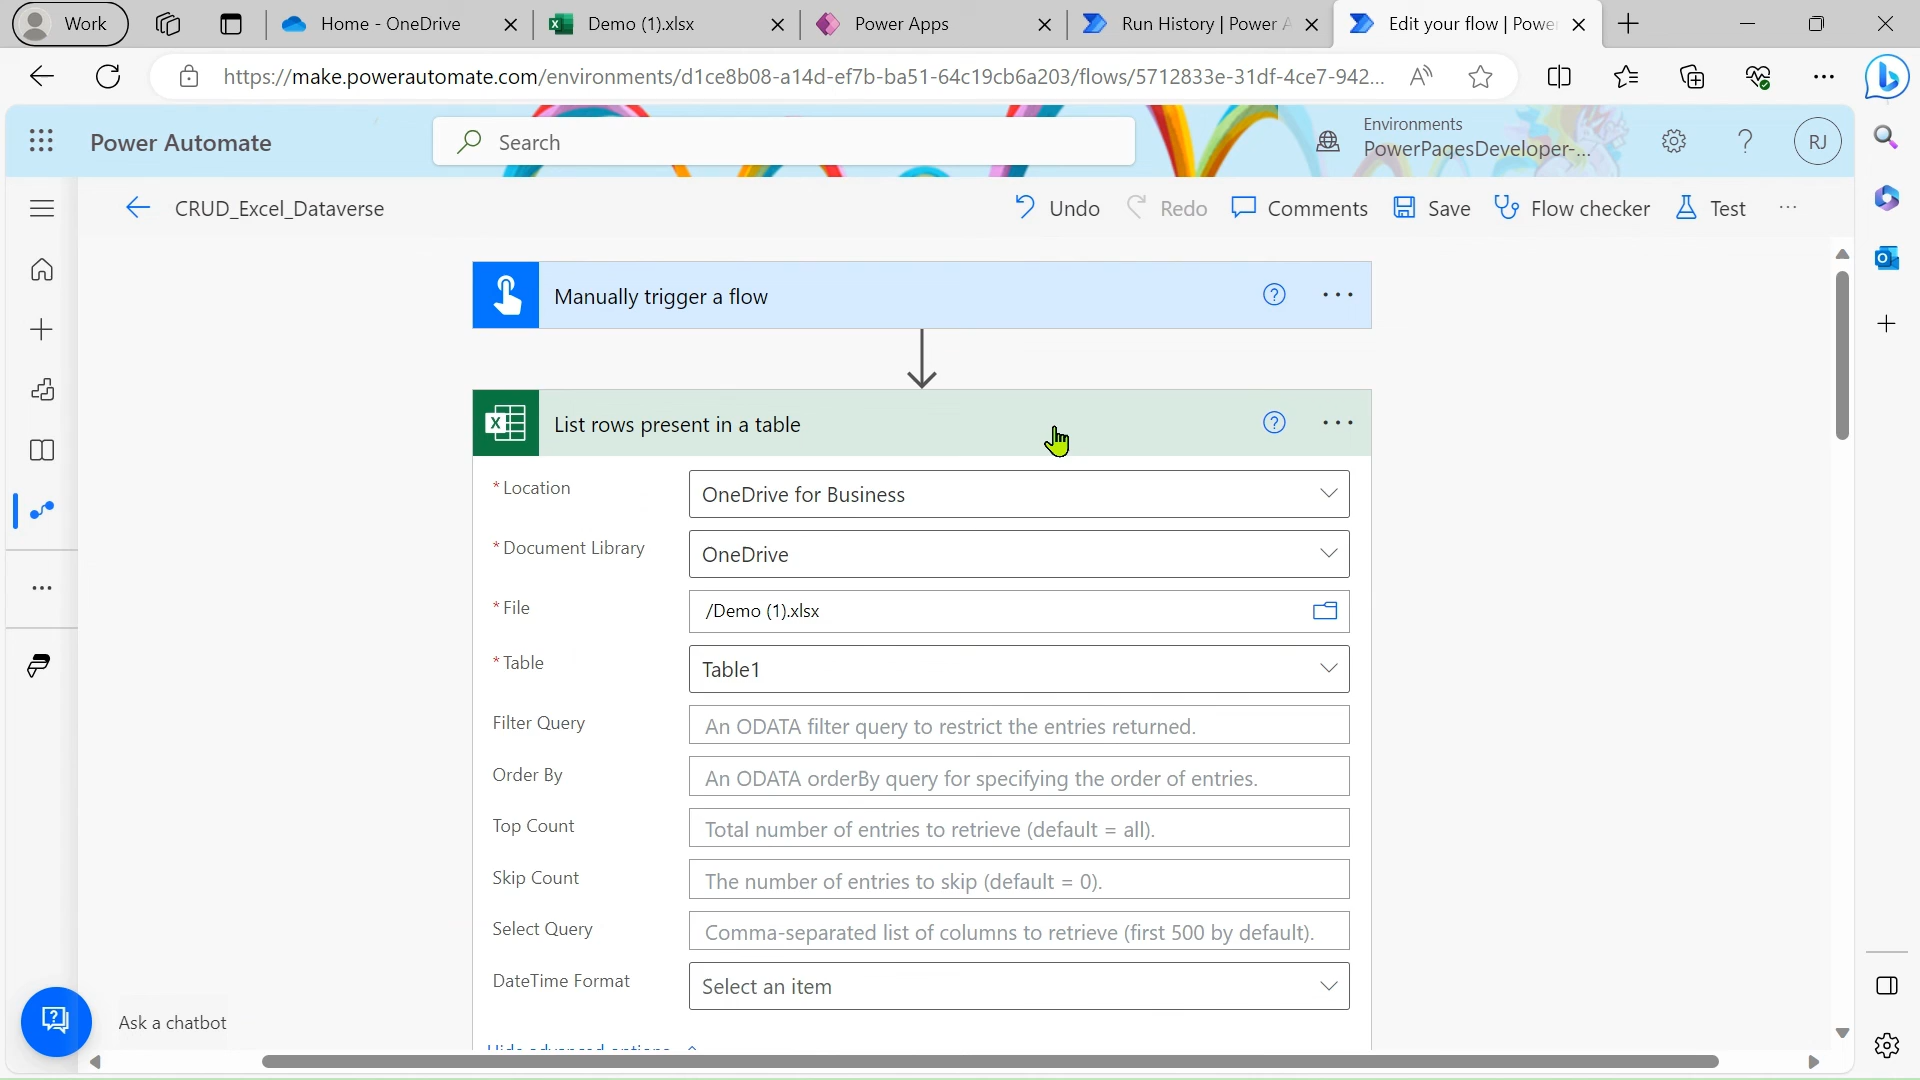 Work
Home - OneDrive
Demo (1).xlsx
Power Apps
Run History | Power A
Edit your flow | Power
https://make.powerautomate.com/environments/d1ce8b08-a14d-ef7b-ba51-64c19cb6a203/flows/5712833e-31df-4ce7-942...
Power Automate
Search
Environments
PowerPagesDeveloper-...
RJ
CRUD_Excel_Dataverse
Undo
Redo
Comments
Save
Flow checker
Test
Manually trigger a flow
List rows present in a table
* Location
OneDrive for Business
* Document Library
OneDrive
* File
/Demo (1).xlsx
* Table
Table1
Filter Query
An ODATA filter query to restrict the entries returned.
Order By
An ODATA orderBy query for specifying the order of entries.
Top Count
Total number of entries to retrieve (default = all).
Skip Count
The number of entries to skip (default = 0).
Select Query
Comma-separated list of columns to retrieve (first 500 by default).
DateTime Format
Select an item
Hide advanced options
Ask a chatbot